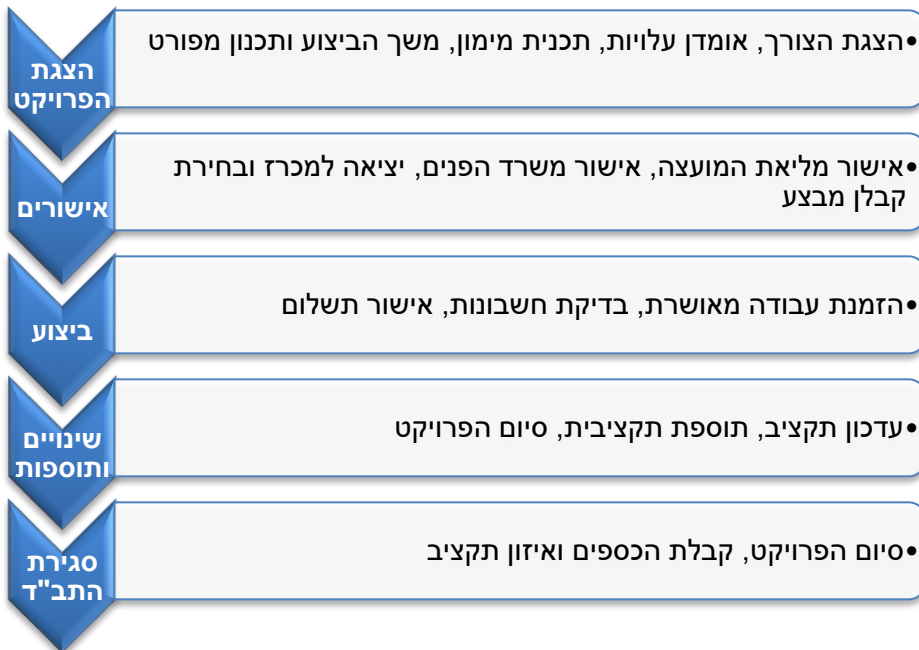 הצגת
הפרויקט
•הצגת הצורך, אומדן עלויות, תכנית מימון, משך הביצוע ותכנון מפורט
אישורים
•אישור מליאת המועצה, אישור משרד הפנים, יציאה למכרז ובחירת
קבלן מבצע
ביצוע
•הזמנת עבודה מאושרת, בדיקת חשבונות, אישור תשלום
שינויים
ותוספות
•עדכון תקציב, תוספת תקציבית, סיום הפרויקט
סגירת
התב"ד
•סיום הפרויקט, קבלת הכספים ואיזון תקציב